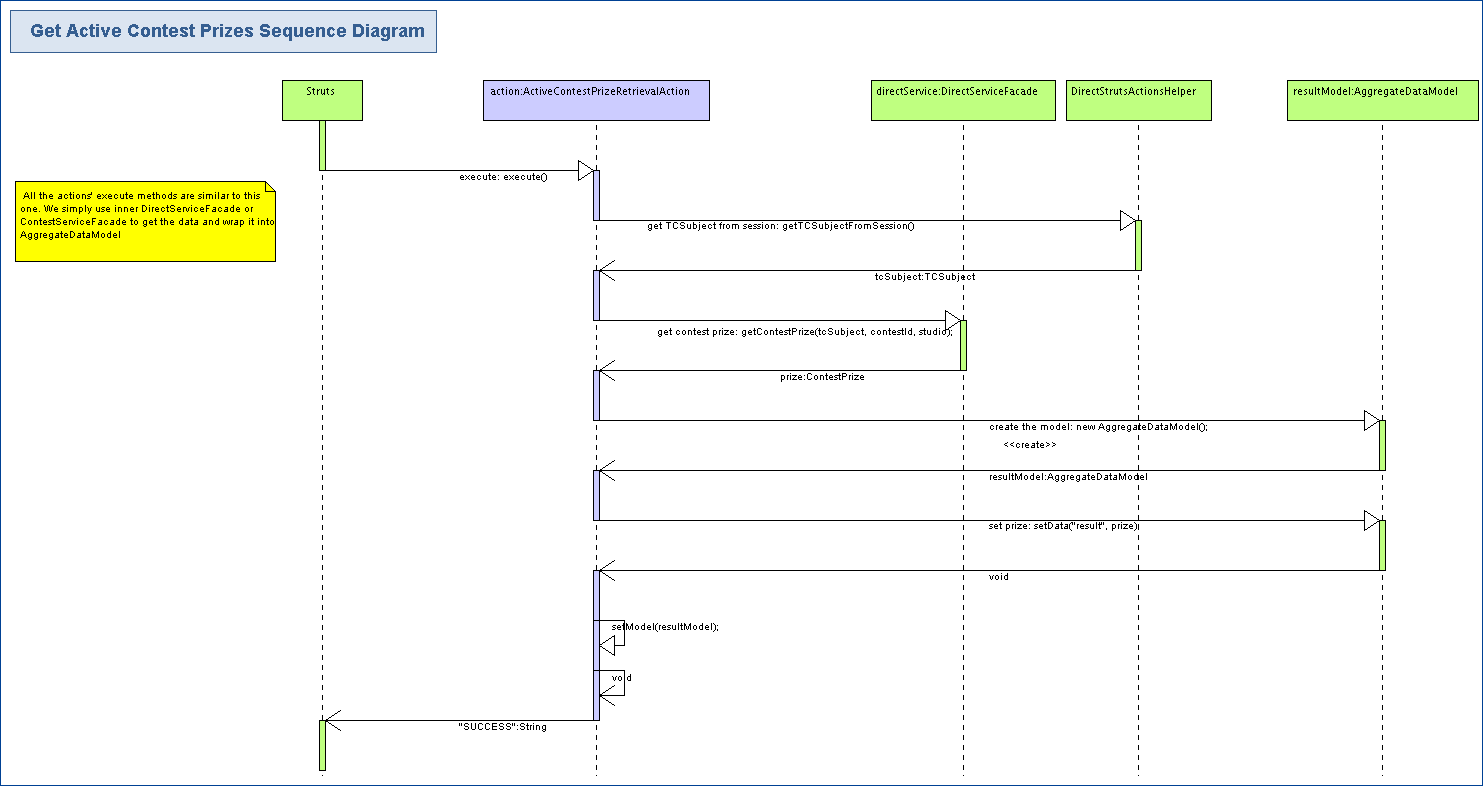 Get Active Contest Prizes Sequence Diagram
Struts
action:ActiveContestPrizeRetrievalAction
directService:DirectServiceFacade
DirectStrutsActionsHelper
resultModel:AggregateDataModel
execute: execute()
All the actions' execute methods are similar to this
one. We simply use inner DirectServiceFacade or
ContestServiceFacade to get the data and wrap it into
AggregateDataModel
get TCSubject from session: getTCSubjectFromSession()
tcSubject:TCSubject
get contest prize: getContestPrize(tcSubject, contestId, studio);
prize:ContestPrize
create the model: new AggregateDataModel();
<<create>>
resultModel:AggregateDataModel
set prize: setData("result", prize)
void
setModel(resultModel);
void
"SUCCESS":String